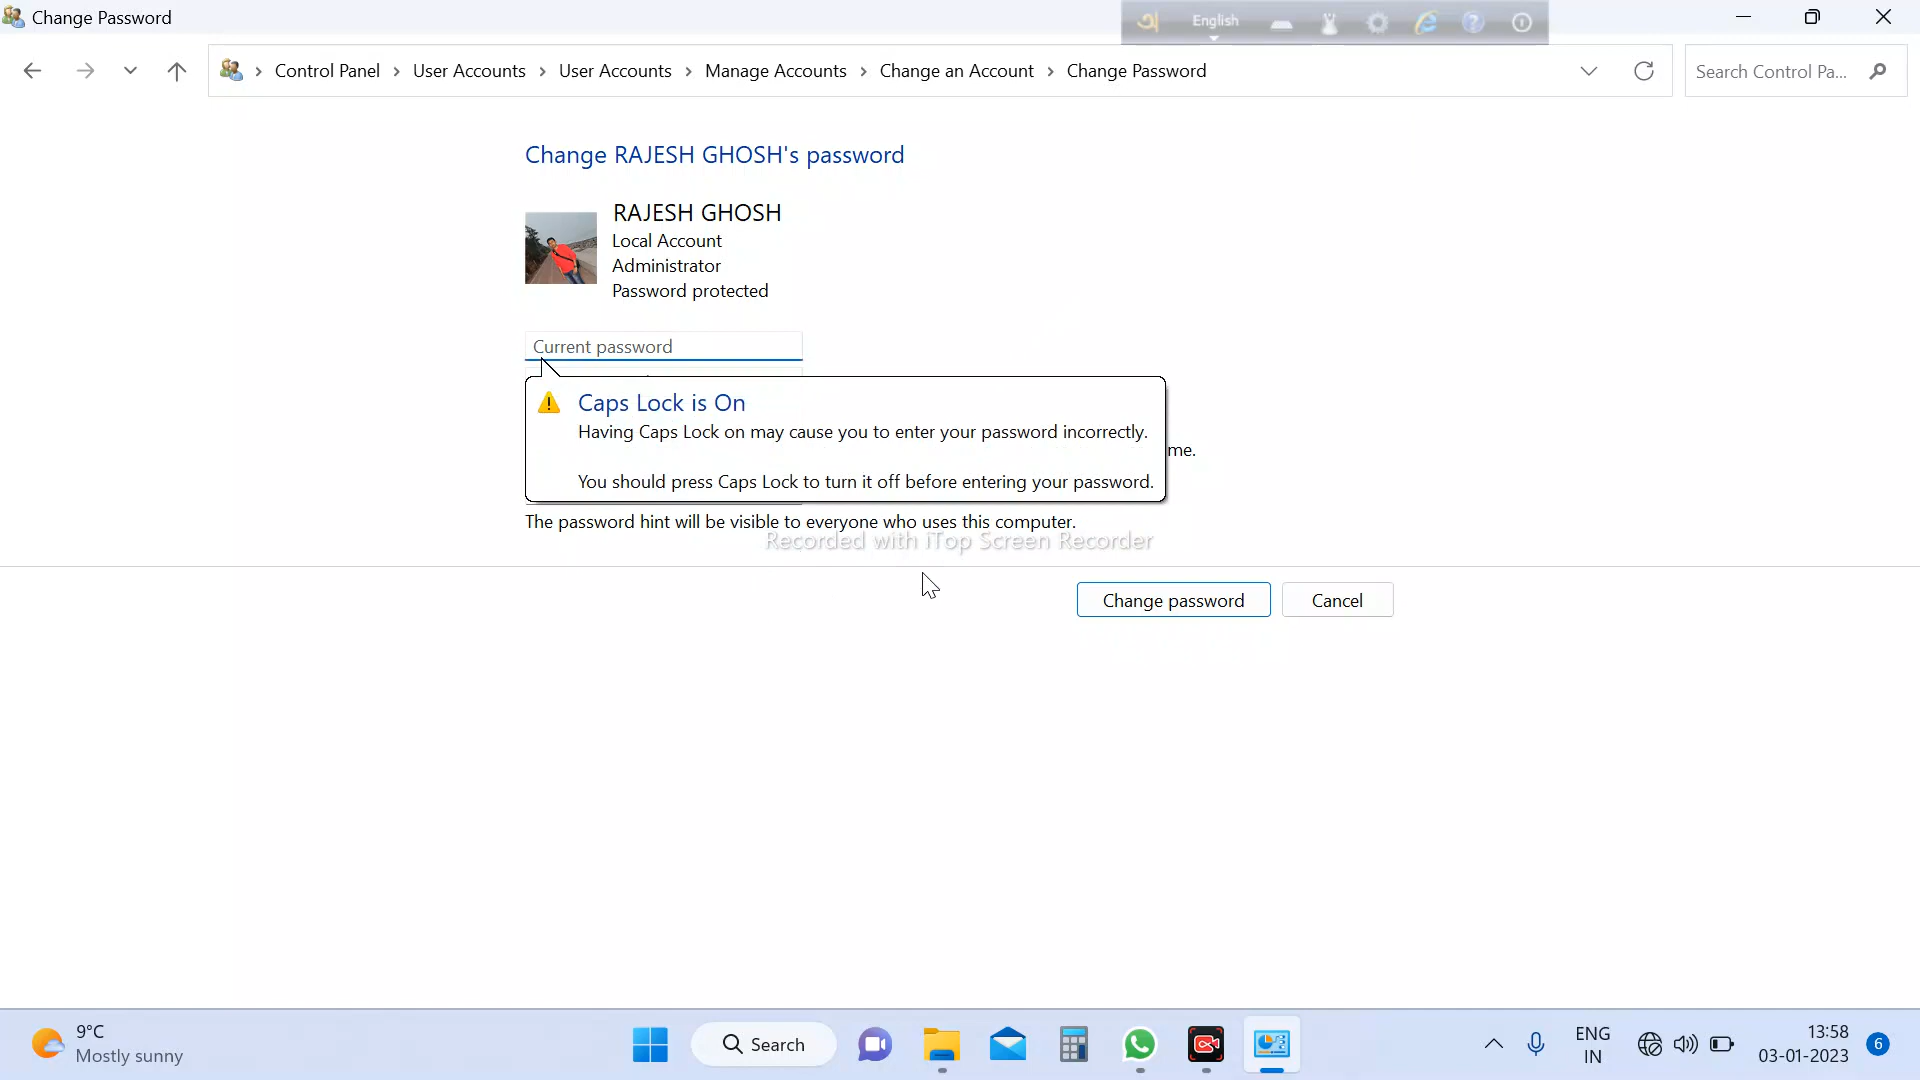 Change Password
অ English
Control Panel > User Accounts > User Accounts > Manage Accounts > Change an Account > Change Password
Search Control Pa...
Change RAJESH GHOSH's password
RAJESH GHOSH
Local Account
Administrator
Password protected
Current password
Caps Lock is On
Having Caps Lock on may cause you to enter your password incorrectly.
me.
You should press Caps Lock to turn it off before entering your password.
The password hint will be visible to everyone who uses this computer.
Recorded with iTop Screen Recorder
Change password
Cancel
9°C
Mostly sunny
Search
ENG
IN
13:58
03-01-2023
6